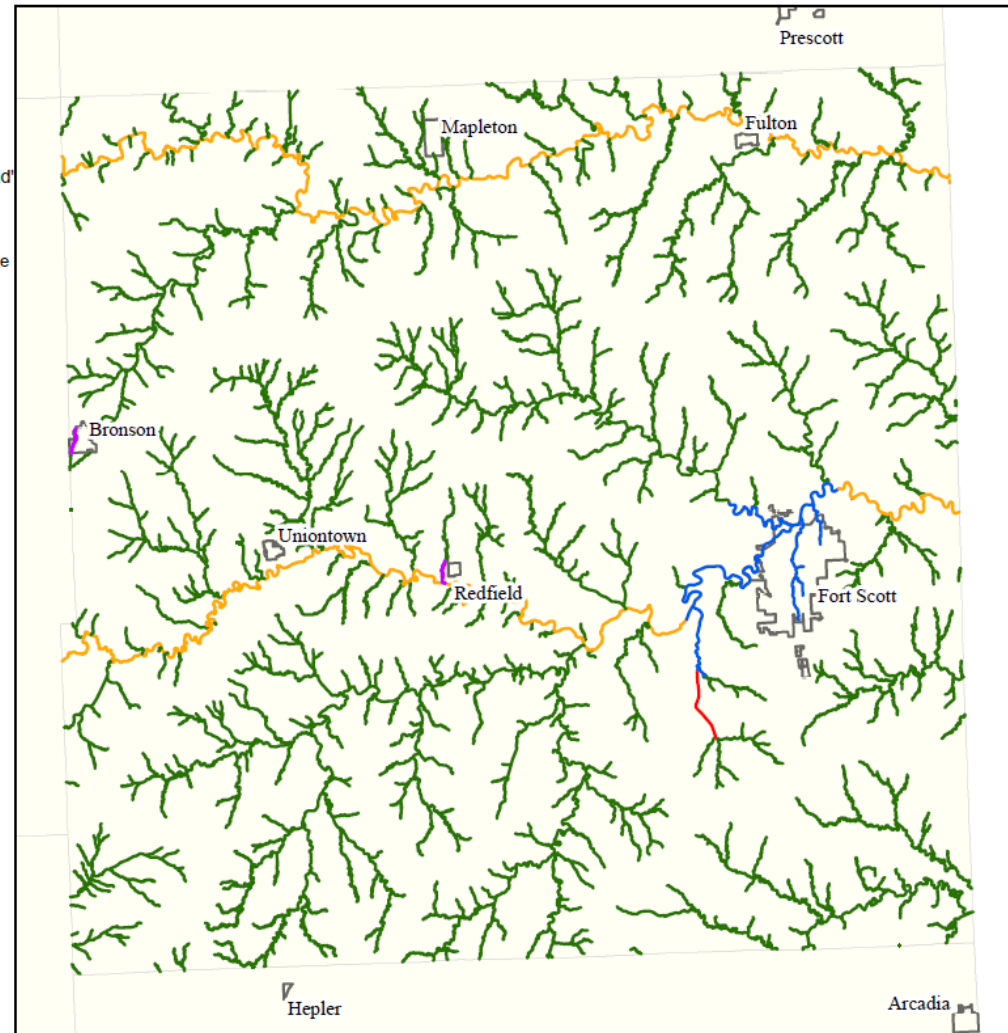 Prescott
Mapleton
Fulton
d"
e
Bronson
Uniontown
Redfield
Fort Scott
Hepler
Arcadia